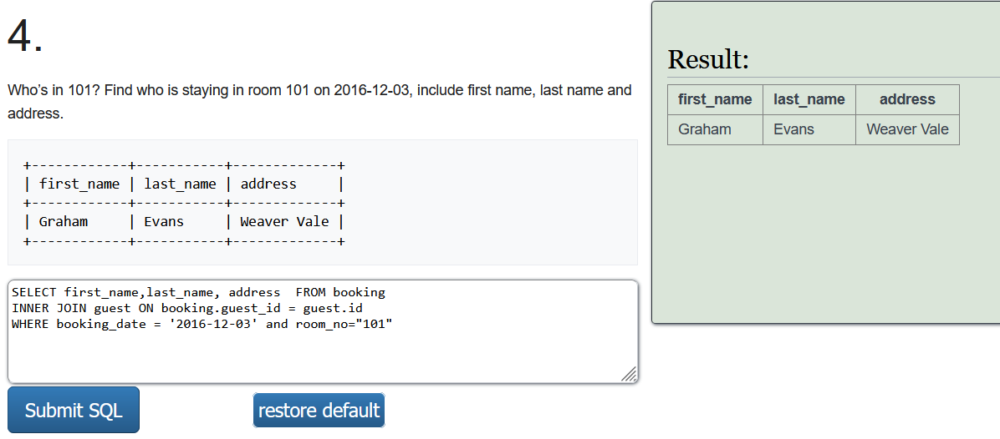 4.
Who’s in 101? Find who is staying in room 101 on 2016-12-03, include first name, last name and
address.
+------------+-----------+-------------+
| first_name | last_name | address     |
+------------+-----------+-------------+
| Graham     | Evans     | Weaver Vale |
+------------+-----------+-------------+
SELECT first_name,last_name, address  FROM booking
INNER JOIN guest ON booking.guest_id = guest.id
WHERE booking_date = '2016-12-03' and room_no="101"
Submit SQL
restore default
Result:
first_name last_name address
Graham Evans Weaver Vale